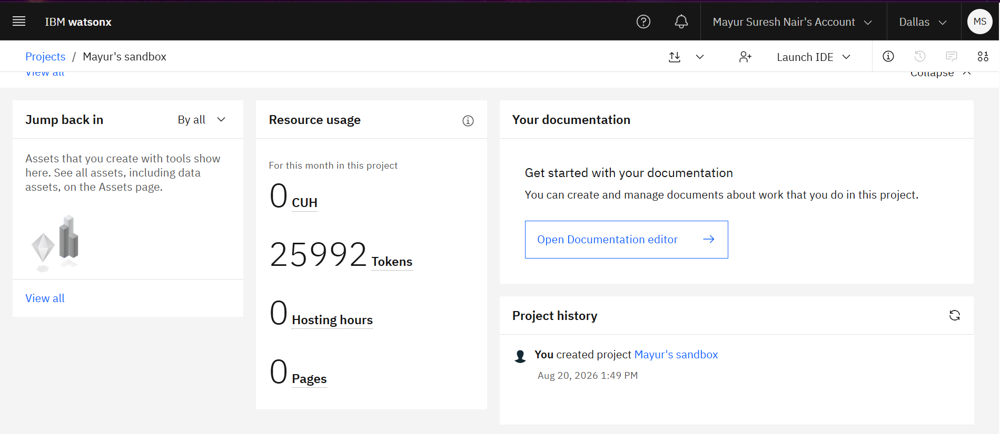 IBM watsonx
Mayur Suresh Nair's Account
Dallas
MS
Projects / Mayur's sandbox
Launch IDE
View all
Collapse
Jump back in
By all
Assets that you create with tools show
here. See all assets, including data
assets, on the Assets page.
View all
Resource usage
For this month in this project
0 CUH
25992 Tokens
0 Hosting hours
0 Pages
Your documentation
Get started with your documentation
You can create and manage documents about work that you do in this project.
Open Documentation editor
Project history
You created project Mayur's sandbox
Aug 20, 2026 1:49 PM